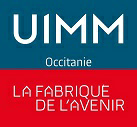 UIMM
Occitanie
LA FABRIQUE
DE L'AVENIR